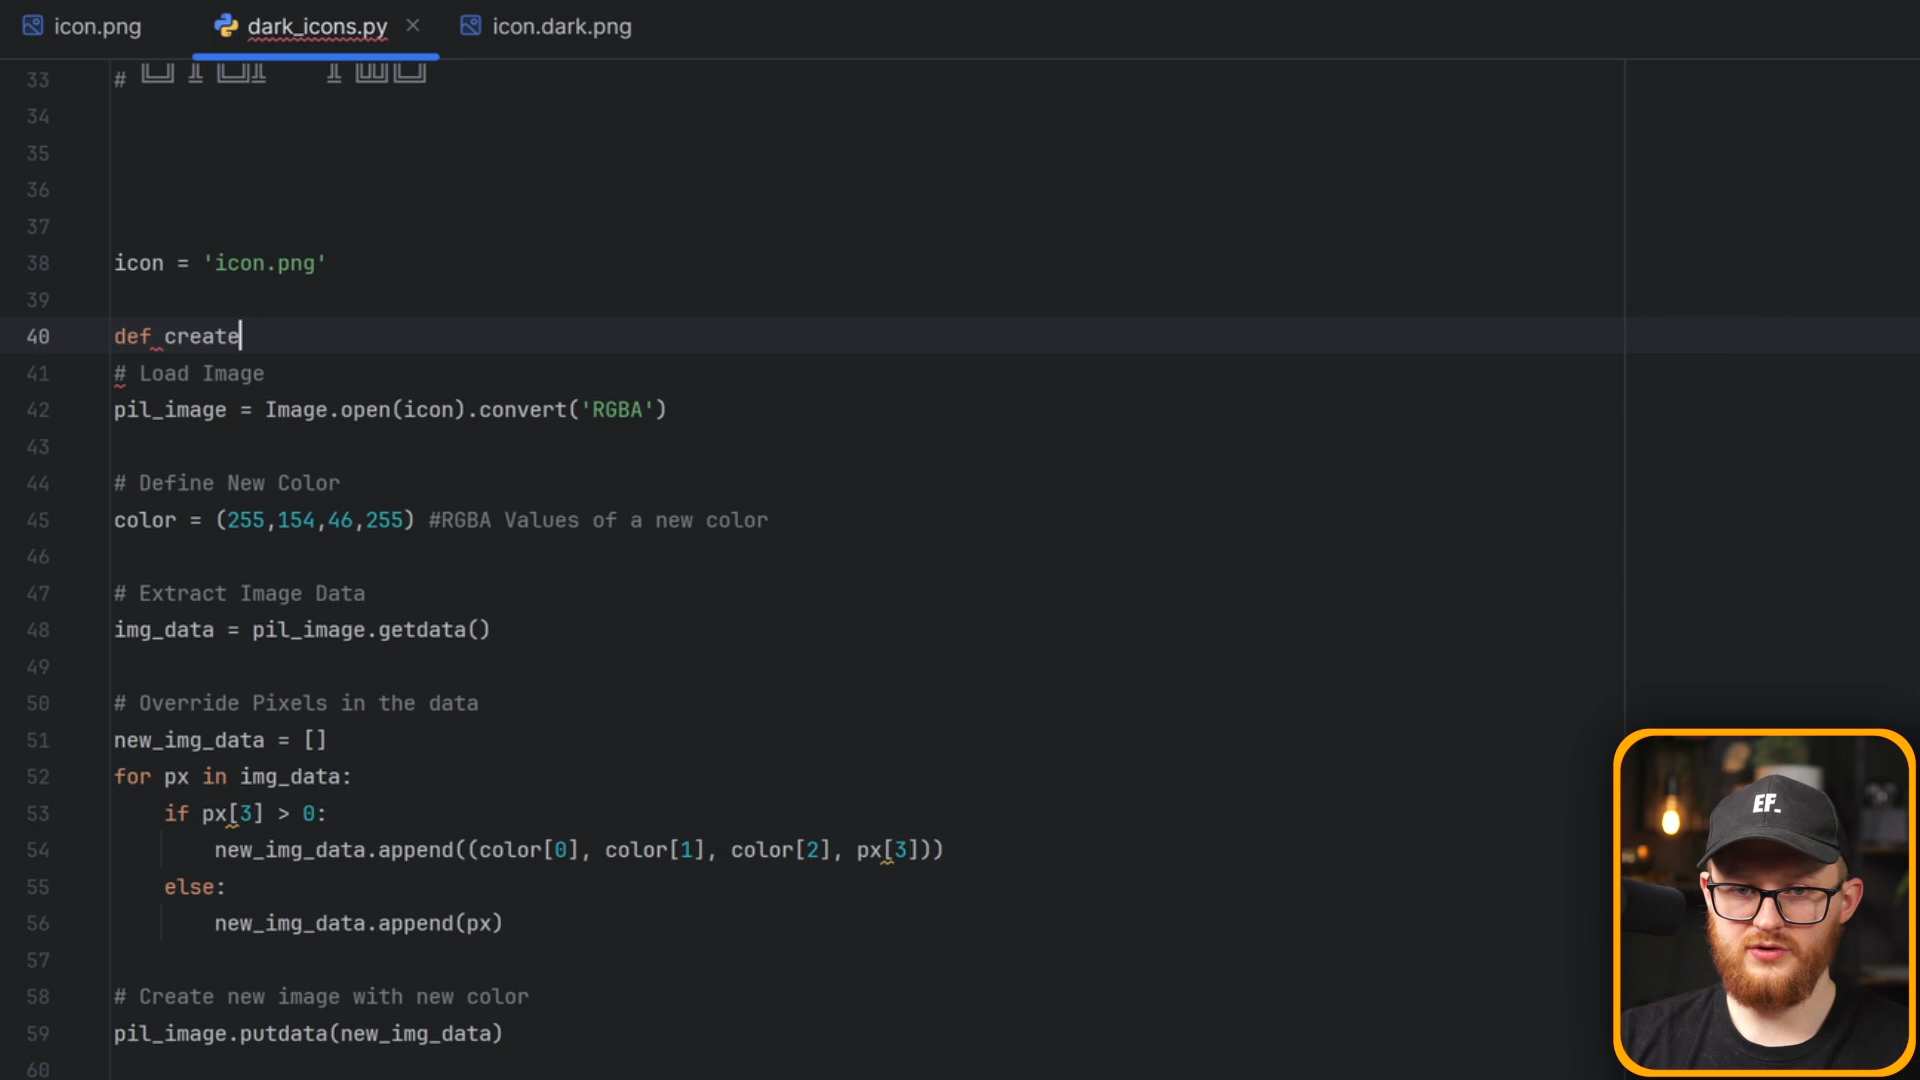 icon.png
dark_icons.py
icon.dark.png
33 #
34
35
36
37
38 icon = 'icon.png'
39
40 def create
41 # Load Image
42 pil_image = Image.open(icon).convert('RGBA')
43
44 # Define New Color
45 color = (255,154,46,255) #RGBA Values of a new color
46
47 # Extract Image Data
48 img_data = pil_image.getdata()
49
50 # Override Pixels in the data
51 new_img_data = []
52 for px in img_data:
53 if px[3] > 0:
54 new_img_data.append((color[0], color[1], color[2], px[3]))
55 else:
56 new_img_data.append(px)
57
58 # Create new image with new color
59 pil_image.putdata(new_img_data)
60
EF.